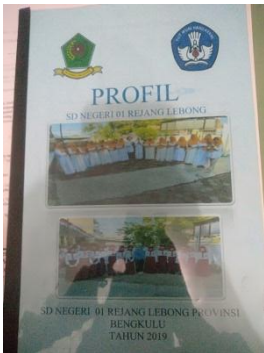 PROFIL
SD NEGERI 01 REJANG LEBONG
SD NEGERI 01 REJANG LEBONG PROVINSI
BENGKULU
TAHUN 2019